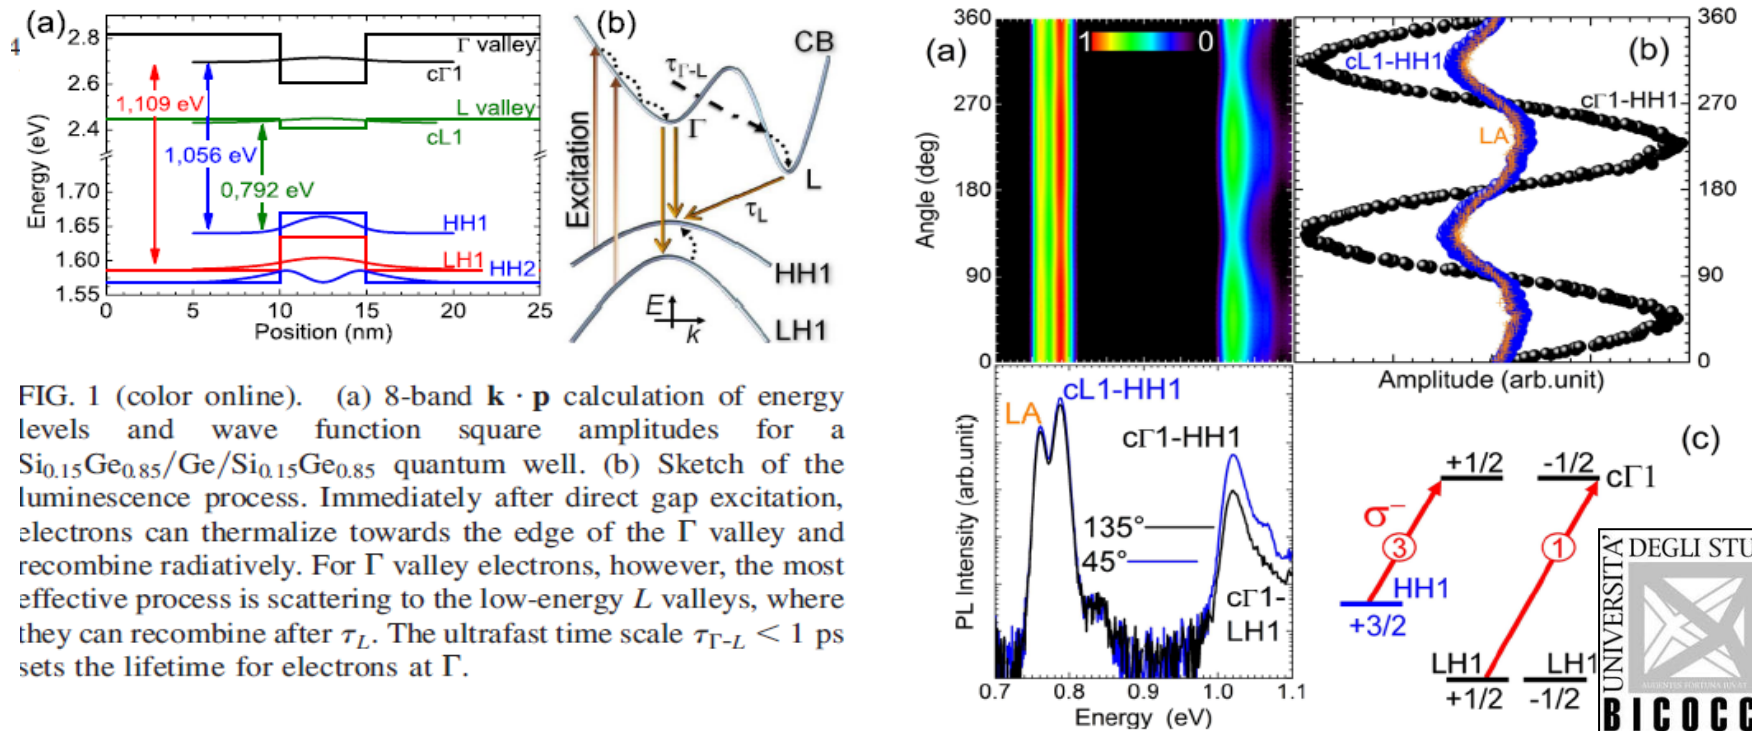 (a)
2.8
Γ valley
cΓ1
2.6
1,109 eV
L valley
2.4
cL1
1,056 eV
0,792 eV
1.70
1.65
HH1
1.60
LH1
HH2
1.55
0
5
10
15
20
25
Energy (eV)
Position (nm)
(b)
CB
τΓ-L
Γ
L
τL
Excitation
HH1
E
k
LH1
FIG. 1 (color online). (a) 8-band k · p calculation of energy
levels and wave function square amplitudes for a
Si0.15Ge0.85/Ge/Si0.15Ge0.85 quantum well. (b) Sketch of the
luminescence process. Immediately after direct gap excitation,
electrons can thermalize towards the edge of the Γ valley and
recombine radiatively. For Γ valley electrons, however, the most
effective process is scattering to the low-energy L valleys, where
they can recombine after τL. The ultrafast time scale τΓ-L < 1 ps
sets the lifetime for electrons at Γ.
(a)
360
270
180
90
0
Angle (deg)
1
0
(b)
cL1-HH1
cΓ1-HH1
LA
360
270
180
90
0
Amplitude (arb.unit)
cL1-HH1
LA
cΓ1-HH1
135°
45°
cΓ1-
LH1
PL Intensity (arb.unit)
0.7
0.8
0.9
1.0
1.1
Energy (eV)
(c)
+1/2
-1/2
cΓ1
σ-
3
1
HH1
+3/2
LH1
LH1
+1/2
-1/2
UNIVERSITA'
DEGLI STU
BICOCC